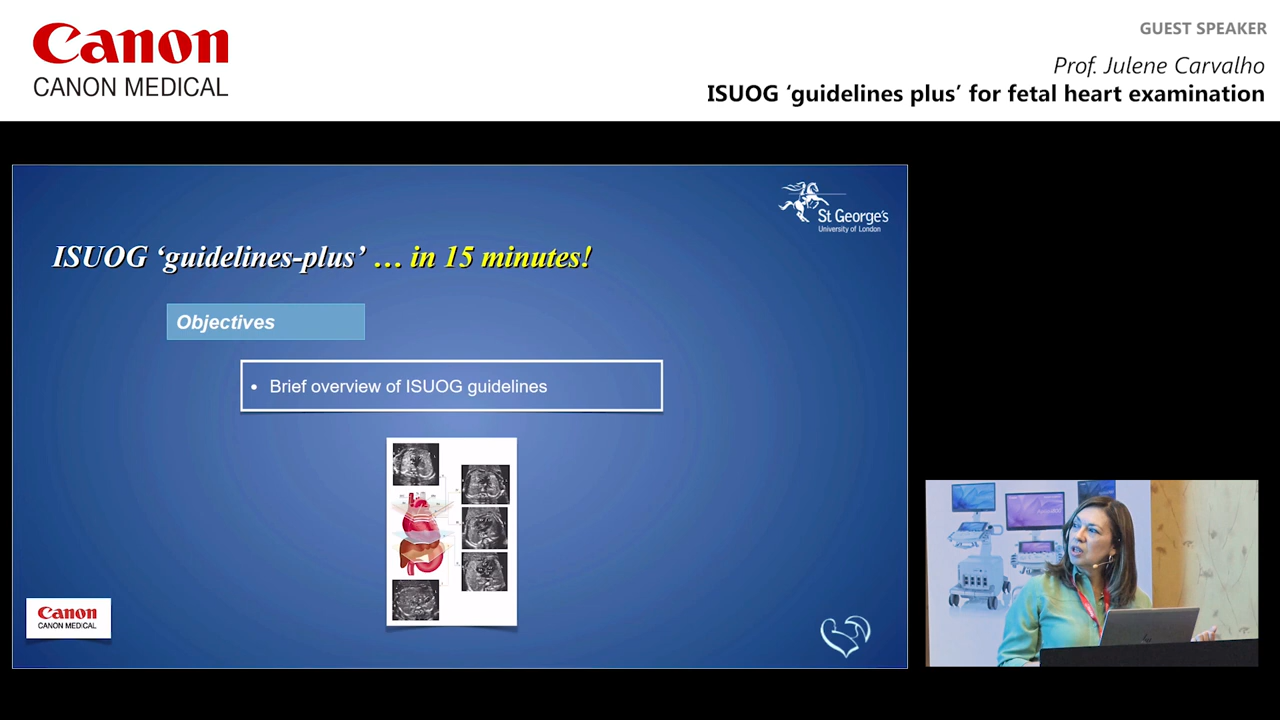 Canon
CANON MEDICAL
GUEST SPEAKER
Prof. Julene Carvalho
ISUOG ‘guidelines plus’ for fetal heart examination
St George's
University of London
ISUOG ‘guidelines-plus’ … in 15 minutes!
Objectives
• Brief overview of ISUOG guidelines
Canon
CANON MEDICAL